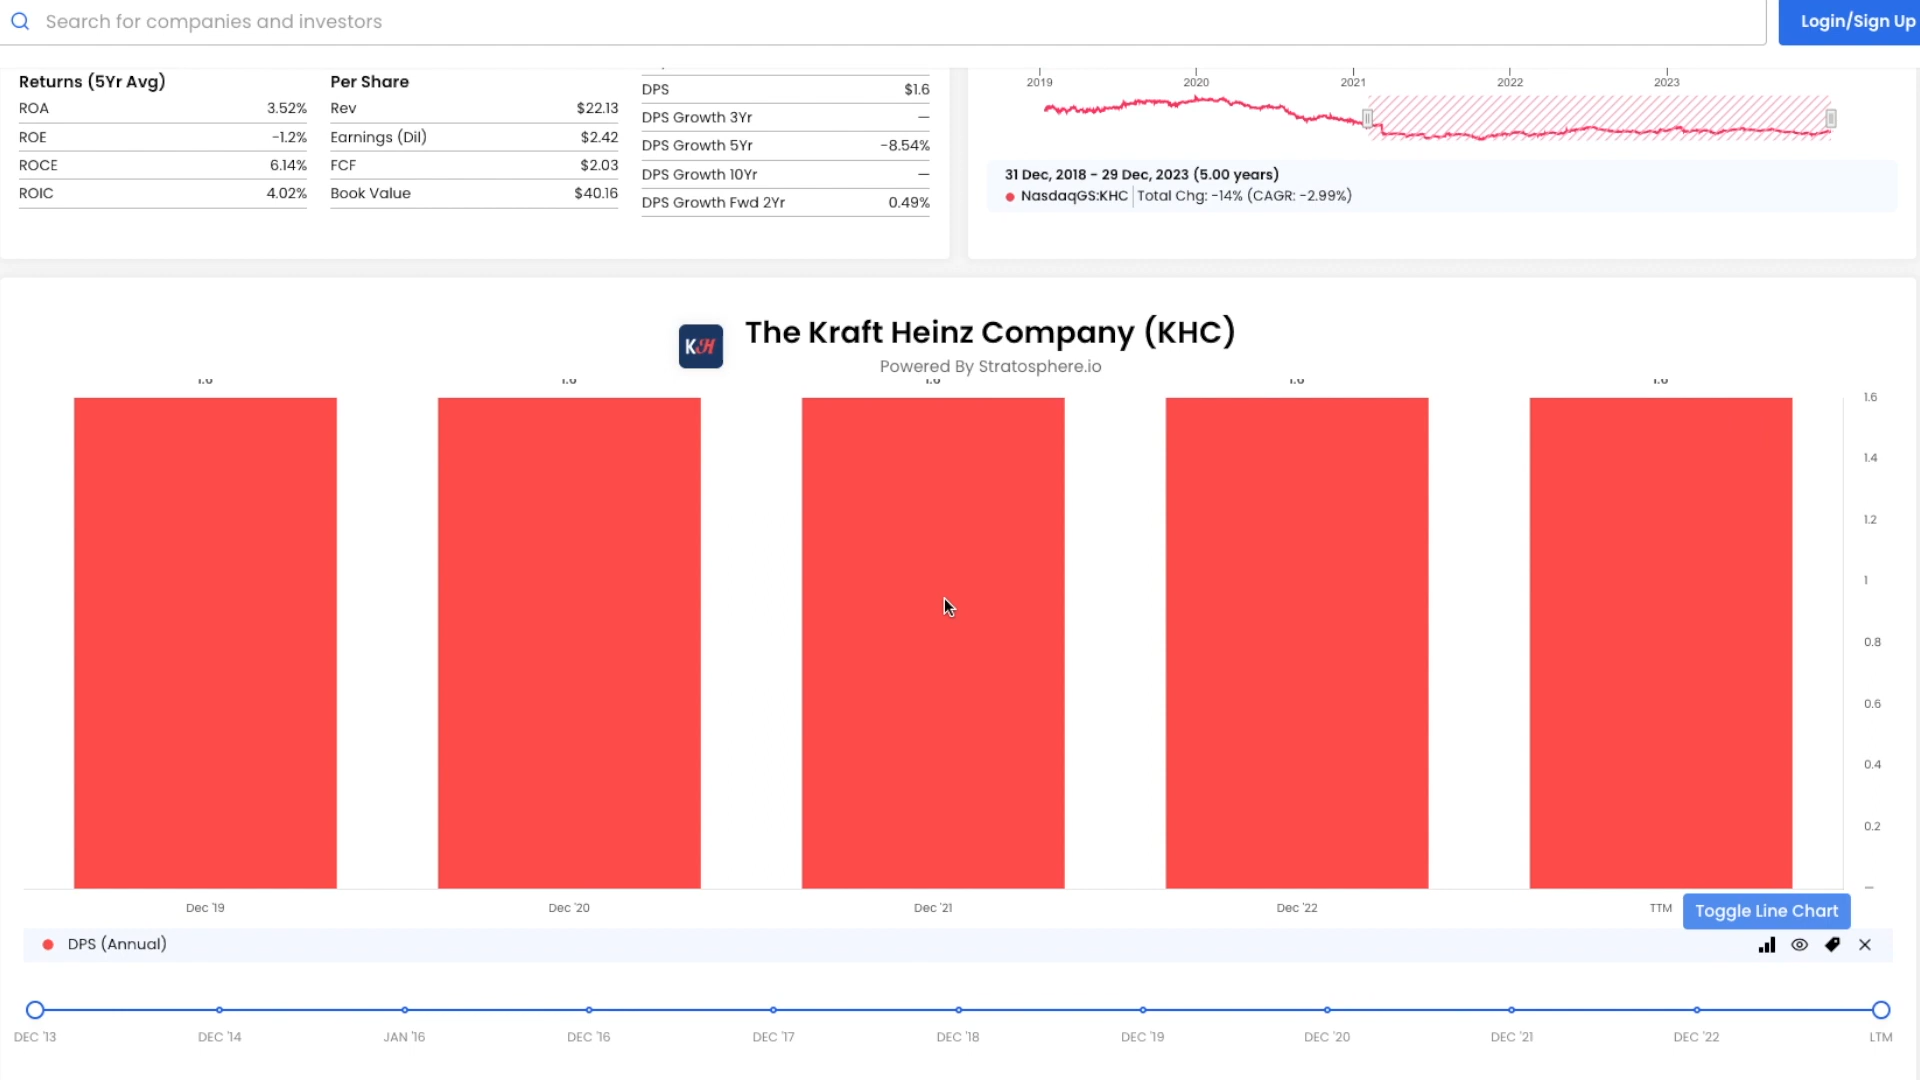 Search for companies and investors
Login/Sign Up
Returns (5Yr Avg)
ROA 3.52%
ROE -1.2%
ROCE 6.14%
ROIC 4.02%
Per Share
Rev $22.13
Earnings (Dil) $2.42
FCF $2.03
Book Value $40.16
DPS $1.6
DPS Growth 3Yr —
DPS Growth 5Yr -8.54%
DPS Growth 10Yr —
DPS Growth Fwd 2Yr 0.49%
2019 2020 2021 2022 2023
31 Dec, 2018 - 29 Dec, 2023 (5.00 years)
NasdaqGS:KHC Total Chg: -14% (CAGR: -2.99%)
KH
The Kraft Heinz Company (KHC)
Powered By Stratosphere.io
1.6
1.4
1.2
1
0.8
0.6
0.4
0.2
—
Dec '19 Dec '20 Dec '21 Dec '22 TTM
Toggle Line Chart
DPS (Annual)
DEC '13 DEC '14 JAN '16 DEC '16 DEC '17 DEC '18 DEC '19 DEC '20 DEC '21 DEC '22 LTM